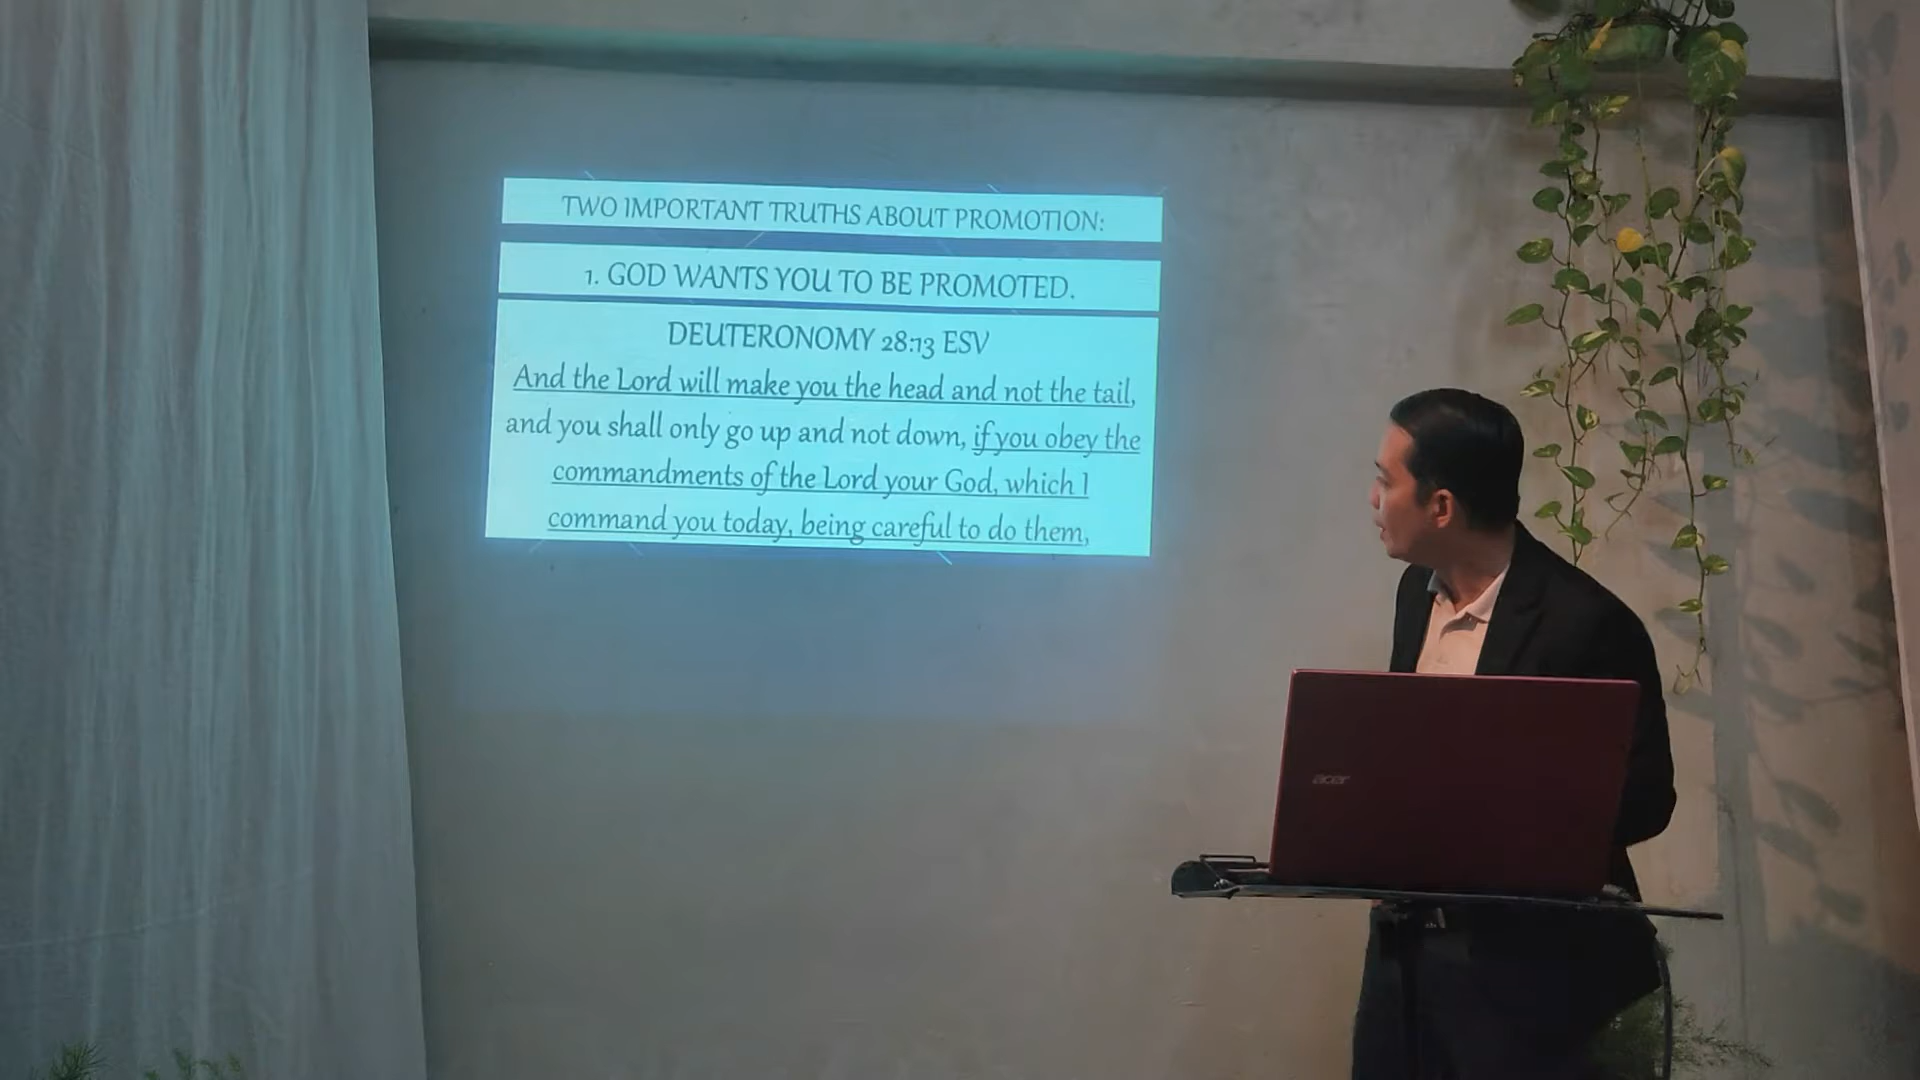 TWO IMPORTANT TRUTHS ABOUT PROMOTION:
1. GOD WANTS YOU TO BE PROMOTED.
DEUTERONOMY 28:13 ESV
And the Lord will make you the head and not the tail,
and you shall only go up and not down, if you obey the
commandments of the Lord your God, which I
command you today, being careful to do them,
acer